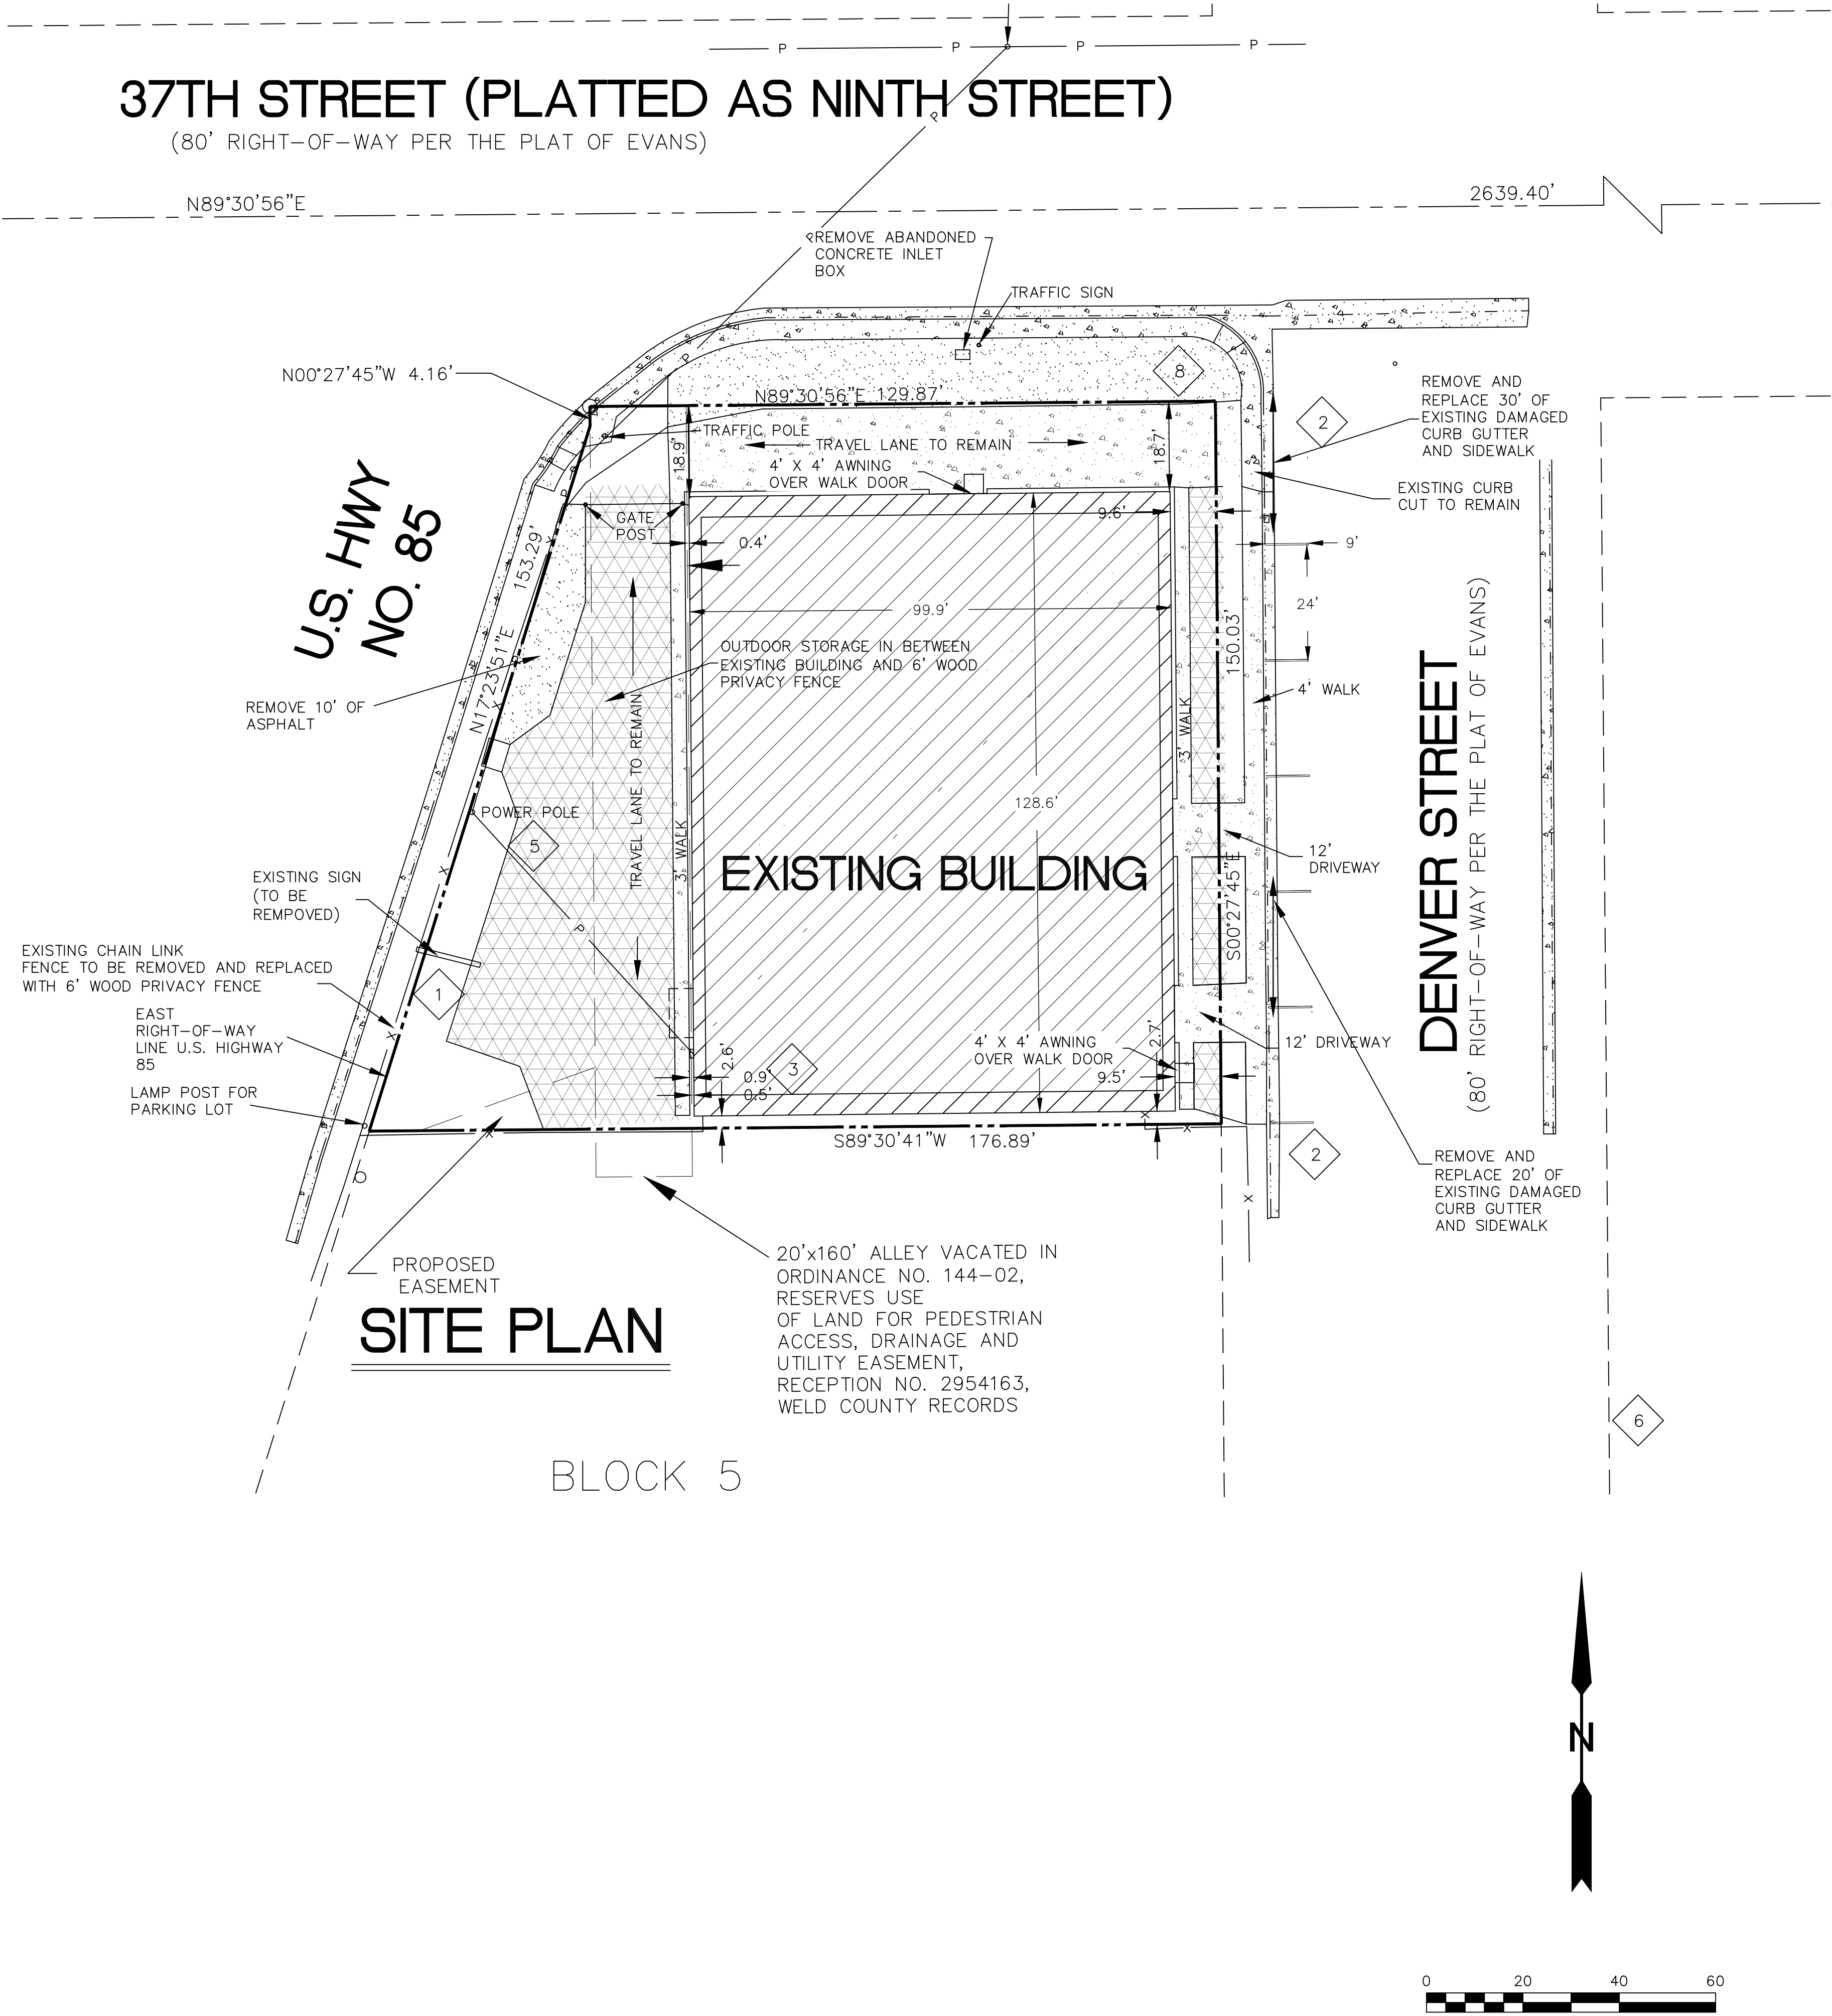 P P P P
37TH STREET (PLATTED AS NINTH STREET)
P
(80' RIGHT-OF-WAY PER THE PLAT OF EVANS)
N89°30'56"E
2639.40'
P
REMOVE ABANDONED
CONCRETE INLET
BOX
TRAFFIC SIGN
P
N00°27'45"W 4.16'
8
N89°30'56"E 129.87'
REMOVE AND
REPLACE 30' OF
EXISTING DAMAGED
CURB GUTTER
AND SIDEWALK
2
TRAFFIC POLE
TRAVEL LANE TO REMAIN
18.9'
18.7'
4' X 4' AWNING
OVER WALK DOOR
EXISTING CURB
CUT TO REMAIN
U.S. HWY
NO. 85
P
GATE
POST
9.6'
0.4'
9'
X
153.29'
99.9'
24'
N17°23'51"E
150.03'
OUTDOOR STORAGE IN BETWEEN
EXISTING BUILDING AND 6' WOOD
PRIVACY FENCE
4' WALK
REMOVE 10' OF
ASPHALT
X
TRAVEL LANE TO REMAIN
3' WALK
DENVER STREET
(80' RIGHT-OF-WAY PER THE PLAT OF EVANS)
POWER POLE
128.6'
5
3' WALK
EXISTING BUILDING
12'
DRIVEWAY
X
EXISTING SIGN
(TO BE
REMPOVED)
P
S00°27'45"E
EXISTING CHAIN LINK
FENCE TO BE REMOVED AND REPLACED
WITH 6' WOOD PRIVACY FENCE
1
EAST
RIGHT-OF-WAY
LINE U.S. HIGHWAY
85
X
4' X 4' AWNING
OVER WALK DOOR
2.7'
12' DRIVEWAY
2.6'
3
0.9'
9.5'
0.5'
LAMP POST FOR
PARKING LOT
X
X
X
S89°30'41"W 176.89'
2
REMOVE AND
REPLACE 20' OF
EXISTING DAMAGED
CURB GUTTER
AND SIDEWALK
X
PROPOSED
EASEMENT
20'x160' ALLEY VACATED IN
ORDINANCE NO. 144-02,
RESERVES USE
OF LAND FOR PEDESTRIAN
ACCESS, DRAINAGE AND
UTILITY EASEMENT,
RECEPTION NO. 2954163,
WELD COUNTY RECORDS
SITE PLAN
6
BLOCK 5
N
0 20 40 60